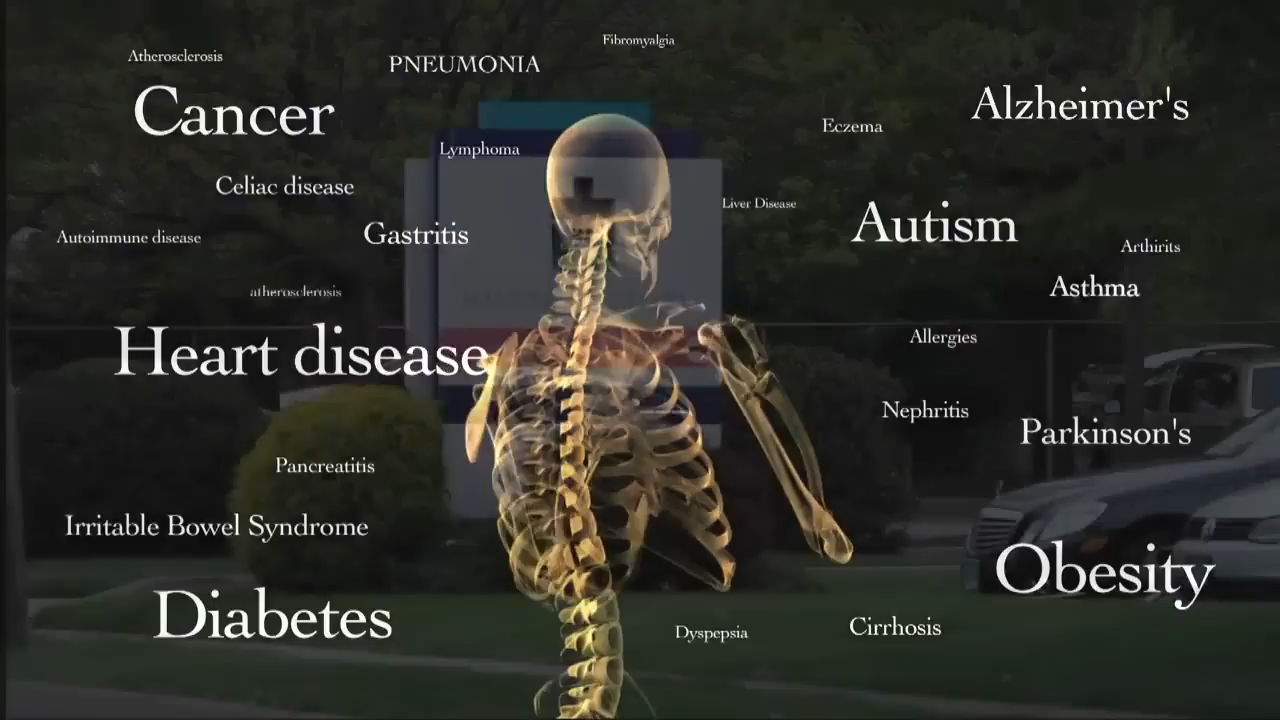 Fibromyalgia
Atherosclerosis
PNEUMONIA
Cancer
Alzheimer's
Eczema
Lymphoma
Celiac disease
Liver Disease
Autism
Autoimmune disease
Gastritis
Arthirits
Asthma
atherosclerosis
Allergies
Heart disease
Nephritis
Parkinson's
Pancreatitis
Irritable Bowel Syndrome
Obesity
Diabetes
Dyspepsia
Cirrhosis